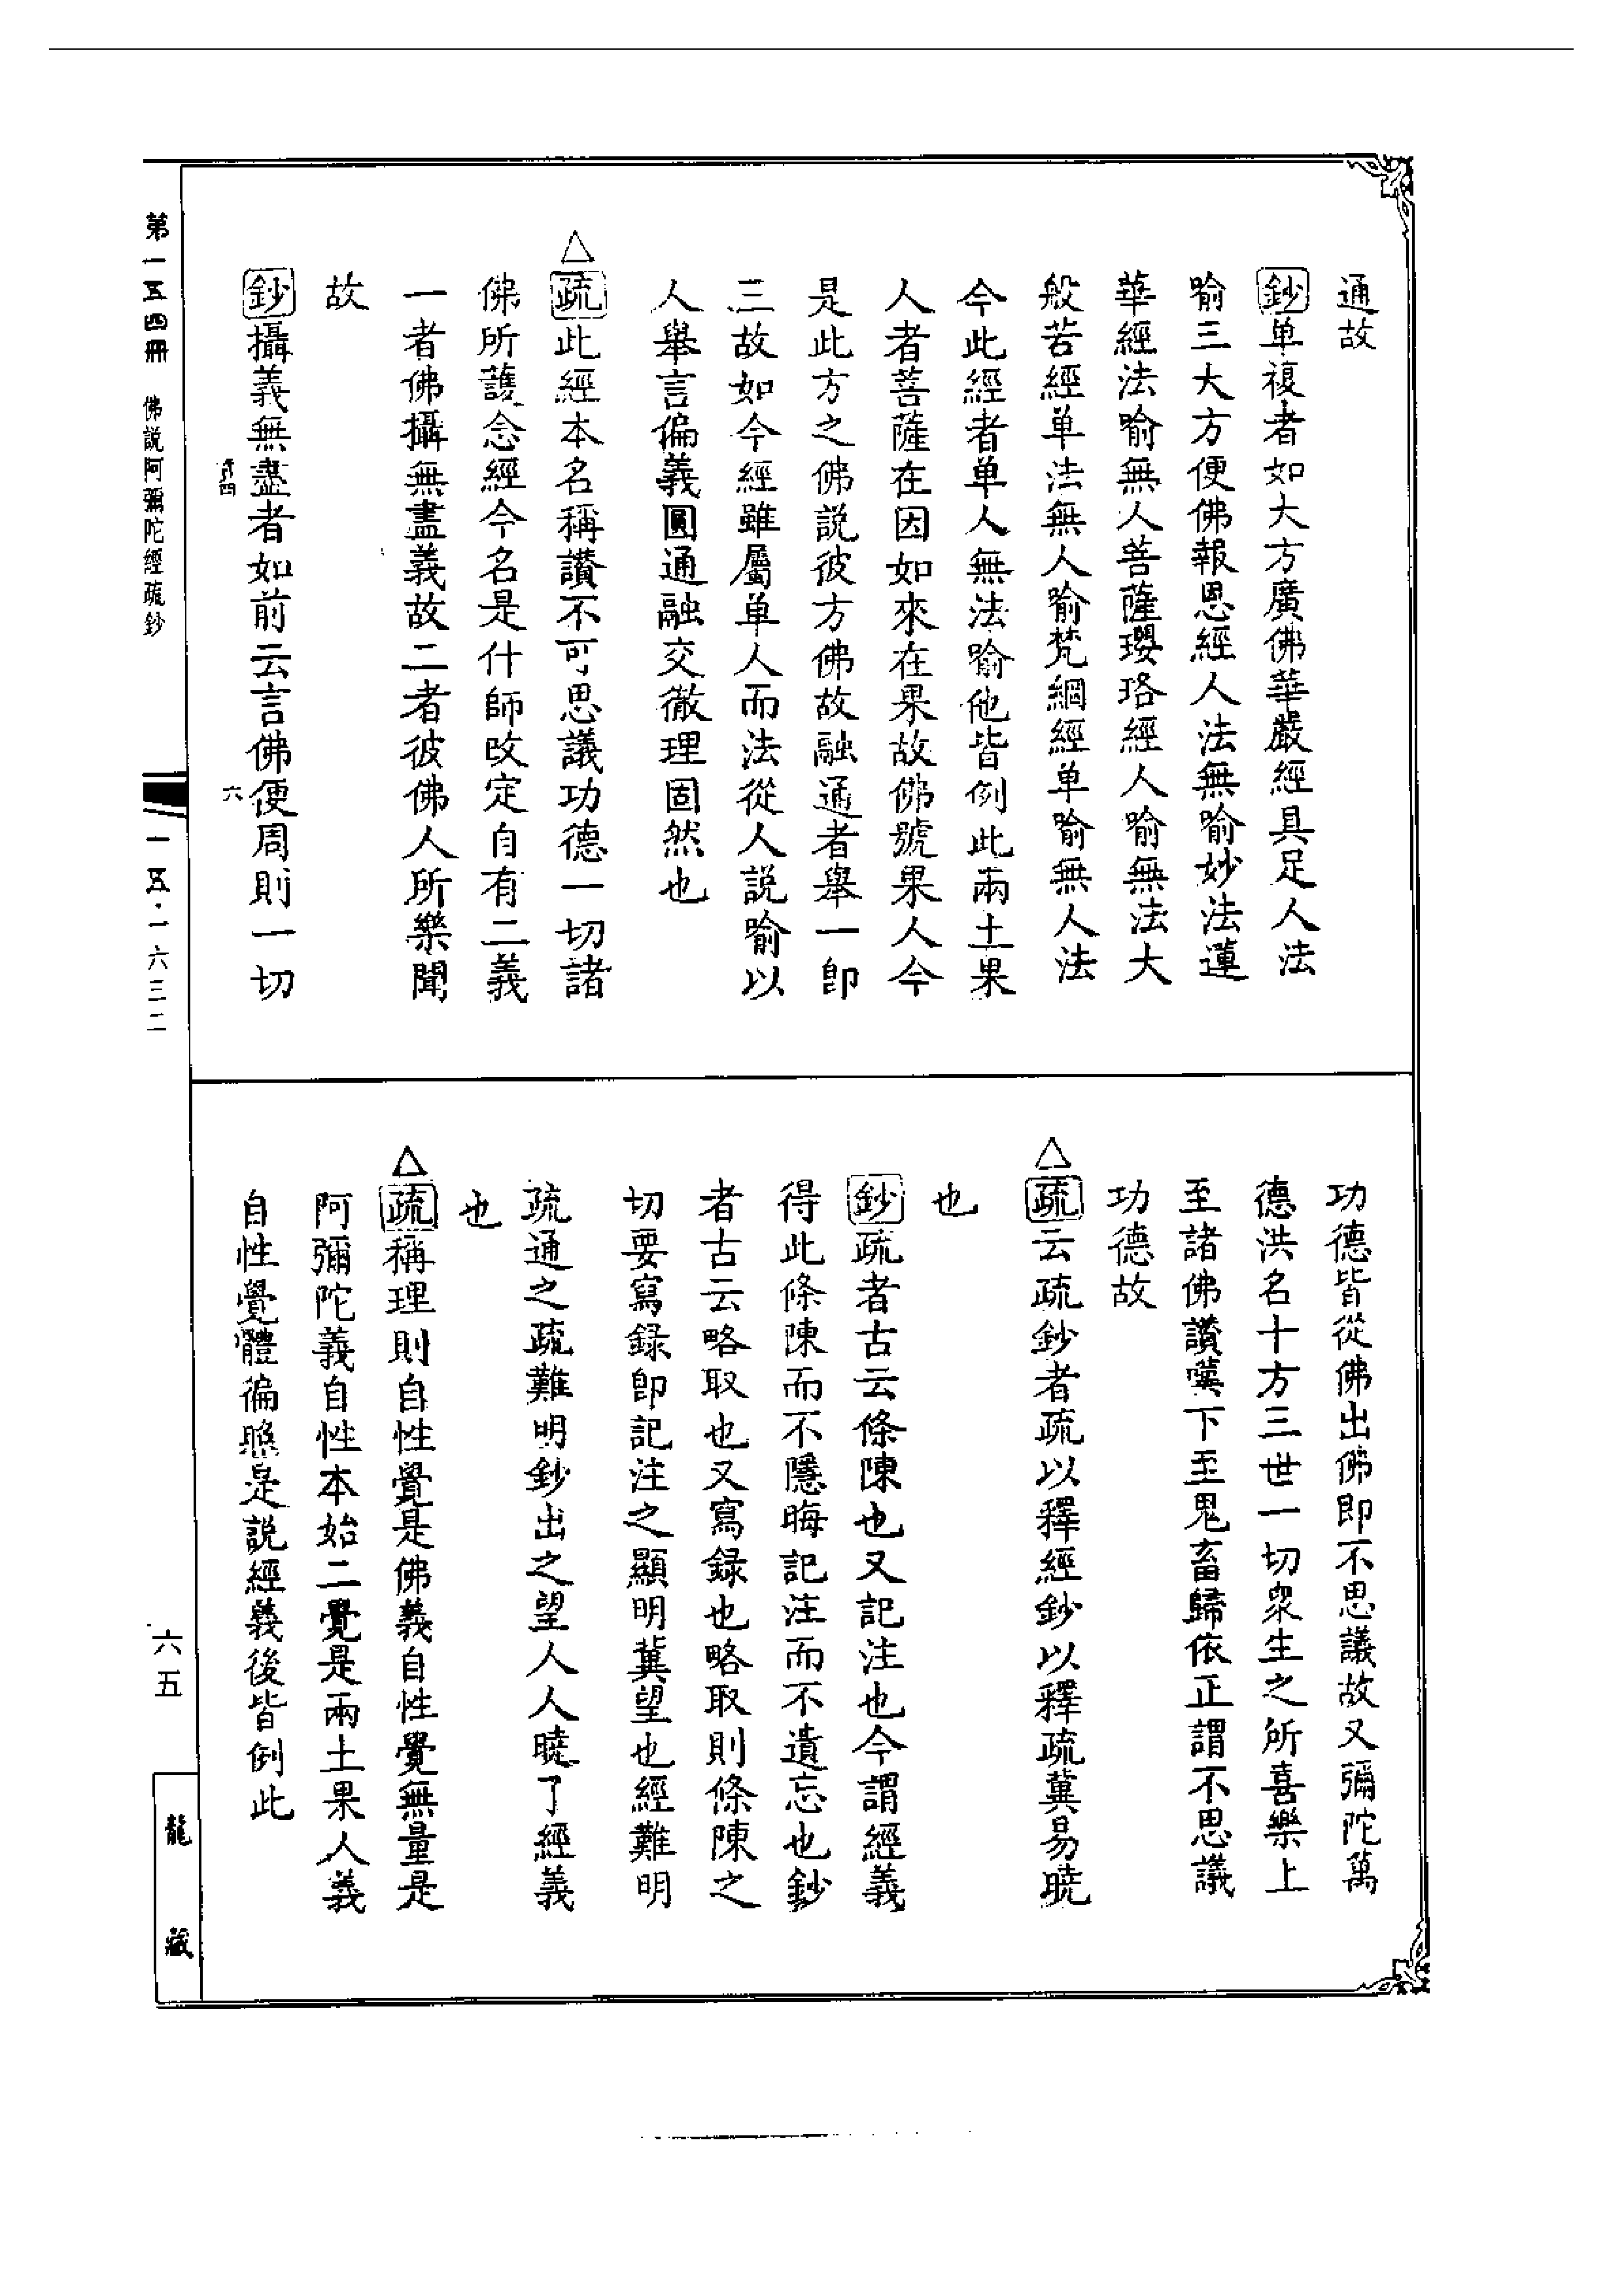 通故
鈔单複者如大方廣佛華嚴經具足人法
喻三大方便佛報恩經人法無喻妙法蓮
華經法喻無人菩薩瓔珞經人喻無法大
般若經单法無人喻梵網經单喻無人法
今此經者单人無法喻他皆例此兩土果
人者菩薩在因如來在果故佛號果人今
是此方之佛説彼方佛故融通者舉一卽
三故如今經雖屬单人而法從人説喻以
人舉言偏義圓通融交徹理固然也
△疏此經本名稱讚不可思議功德一切諸
佛所護念經今名是什師改定自有二義
一者佛攝無盡義故二者彼佛人所樂聞
故
鈔攝義無盡者如前云言佛便周則一切
六
功德皆從佛出佛即不思議故又彌陀萬
德洪名十方三世一切衆生之所喜樂上
至諸佛讚嘆下至鬼畜歸依正謂不思議
功德故
△疏云疏鈔者疏以釋經鈔以釋疏冀易曉
也
鈔疏者古云條陳也又記注也今謂經義
得此條陳而不隱晦記注而不遺忘也鈔
者古云略取也又寫録也略取則條陳之
切要寫録卽記注之顯明冀望也經難明
疏通之疏難明鈔出之望人人曉了經義
也
△疏稱理則自性覺是佛義自性覺無量是
阿彌陀義自性本始二覺是兩土果人義
自性覺體徧照是説經義後皆例此
第一五四冊 佛説阿彌陀經疏鈔
一五·一六三二
六五
龍藏